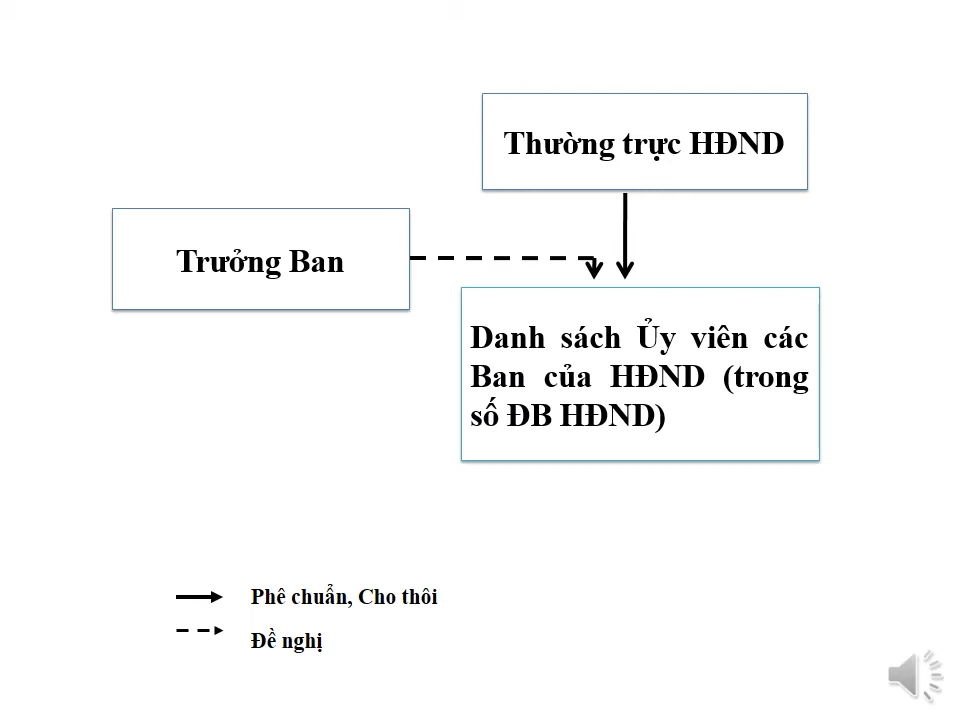 Thường trực HĐND
Trưởng Ban
Danh sách Ủy viên các
Ban của HĐND (trong
số ĐB HĐND)
Phê chuẩn, Cho thôi
Đề nghị